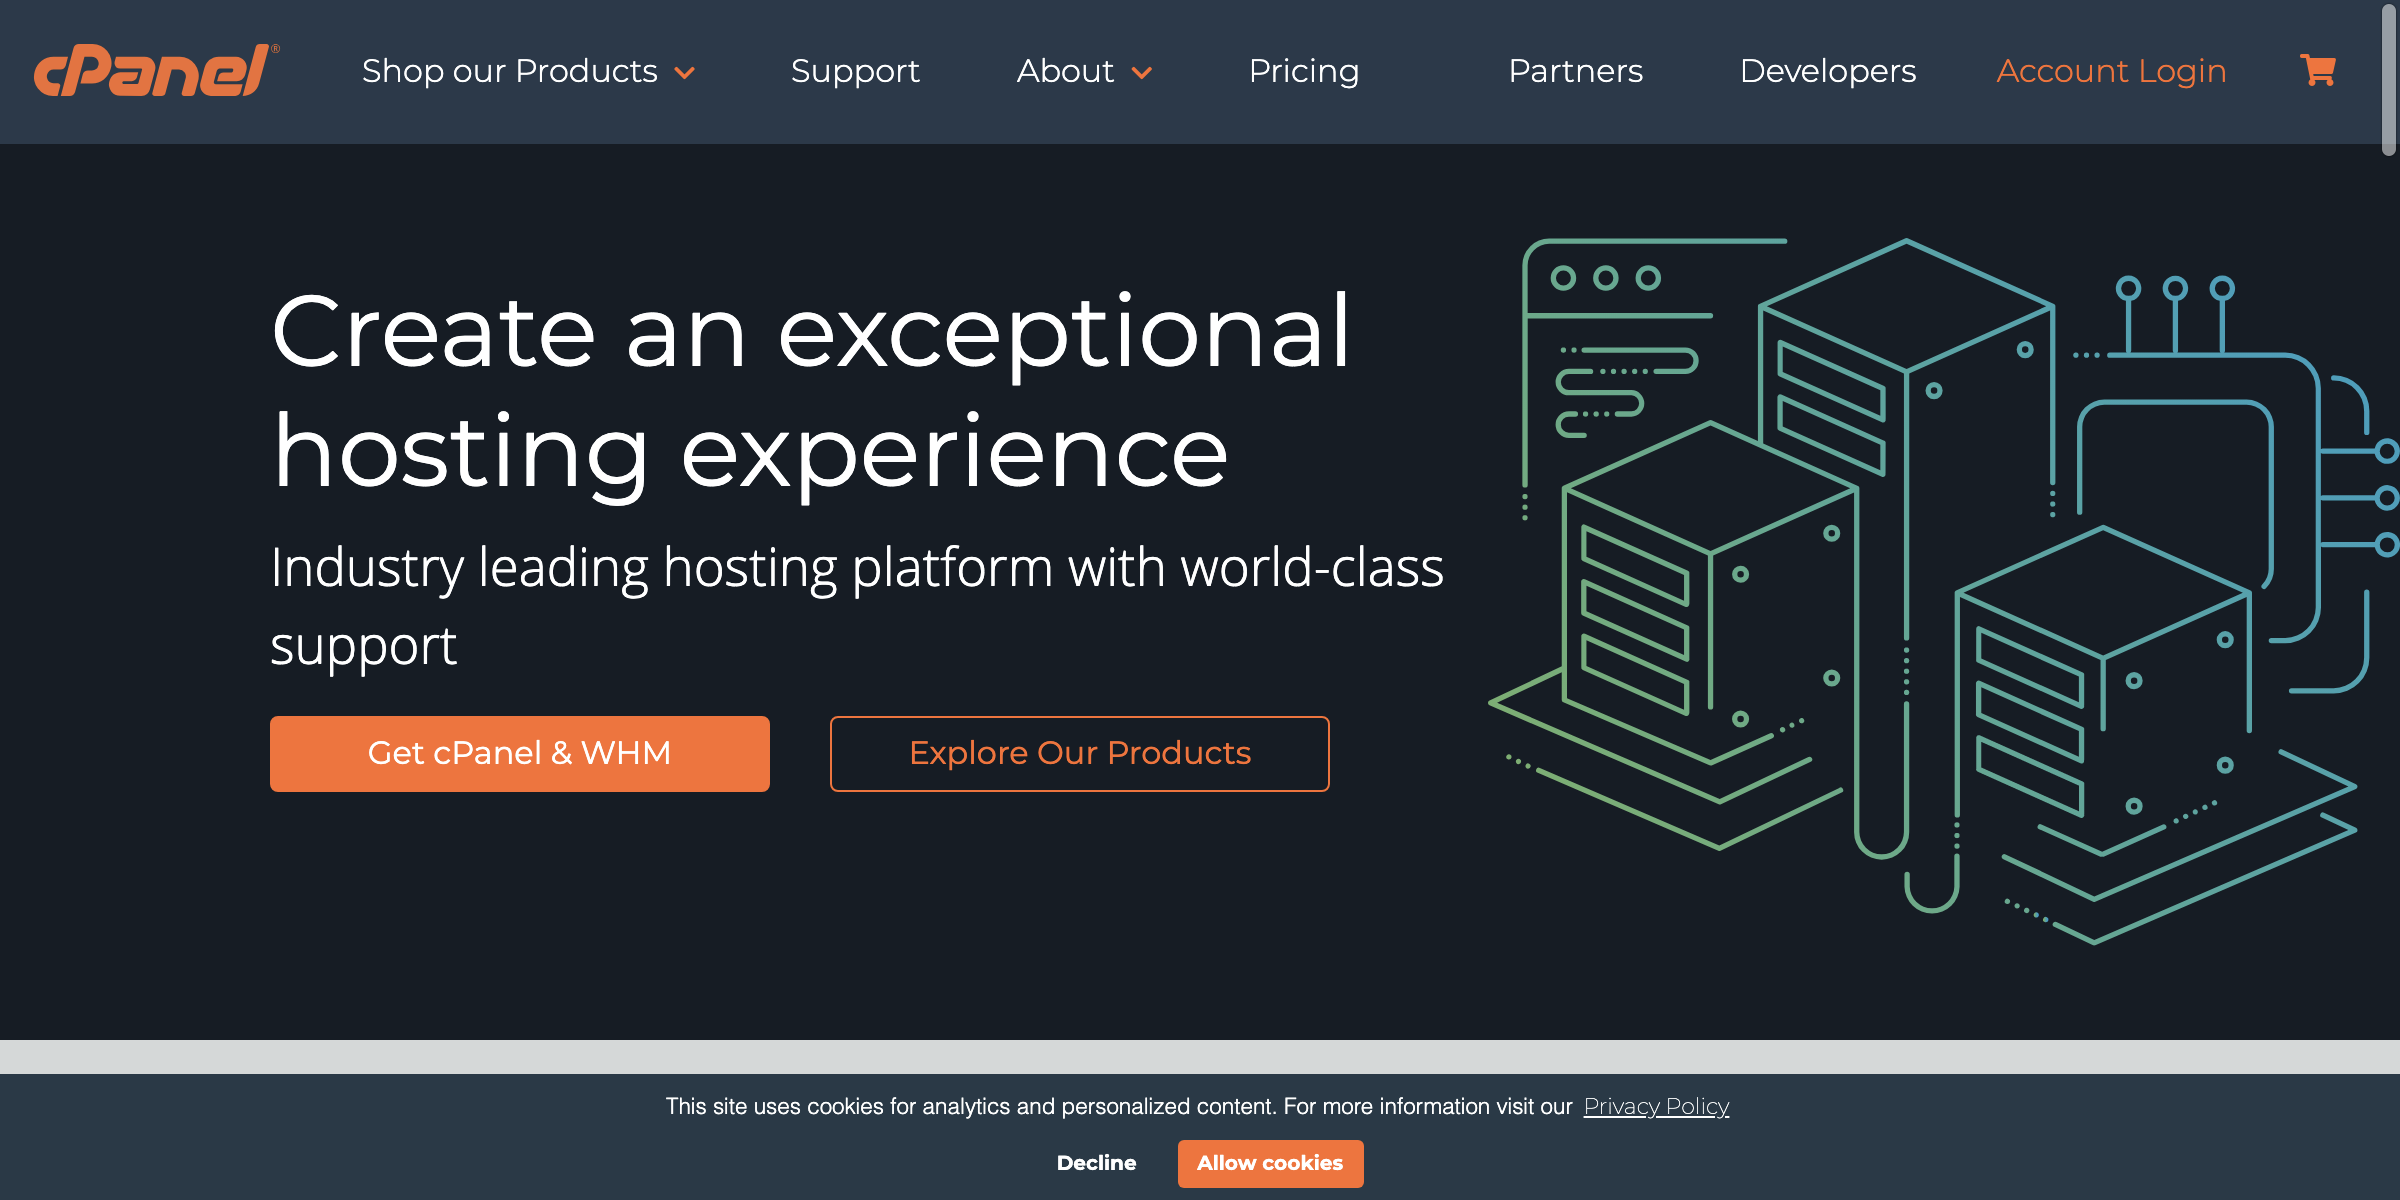 cPanel®
Shop our Products
Support
About
Pricing
Partners
Developers
Account Login
Create an exceptional
hosting experience
Industry leading hosting platform with world-class
support
Get cPanel & WHM
Explore Our Products
This site uses cookies for analytics and personalized content. For more information visit our Privacy Policy
Decline
Allow cookies